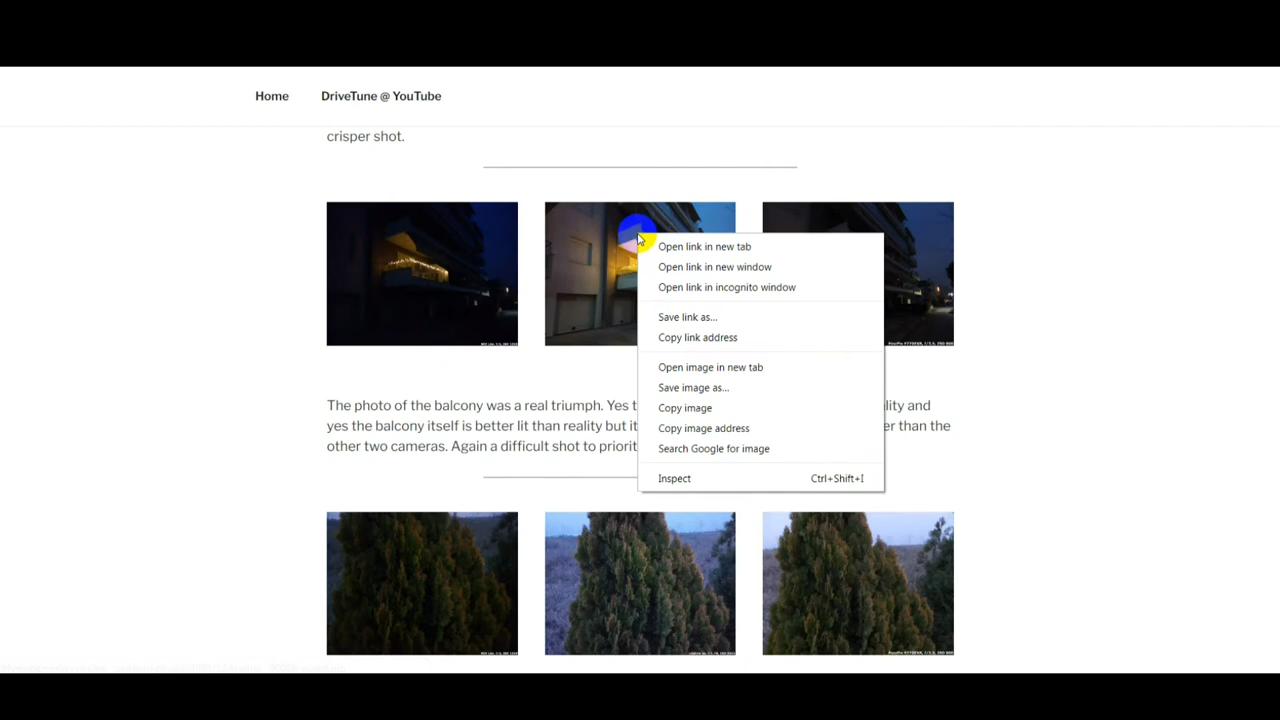 Home DriveTune @ YouTube
crisper shot.
Open link in new tab
Open link in new window
Open link in incognito window
Save link as...
Copy link address
Open image in new tab
Save image as...
Copy image
Copy image address
Search Google for image
Inspect Ctrl+Shift+I
The photo of the balcony was a real triumph. Yes t lity and
yes the balcony itself is better lit than reality but it er than the
other two cameras. Again a difficult shot to priorit